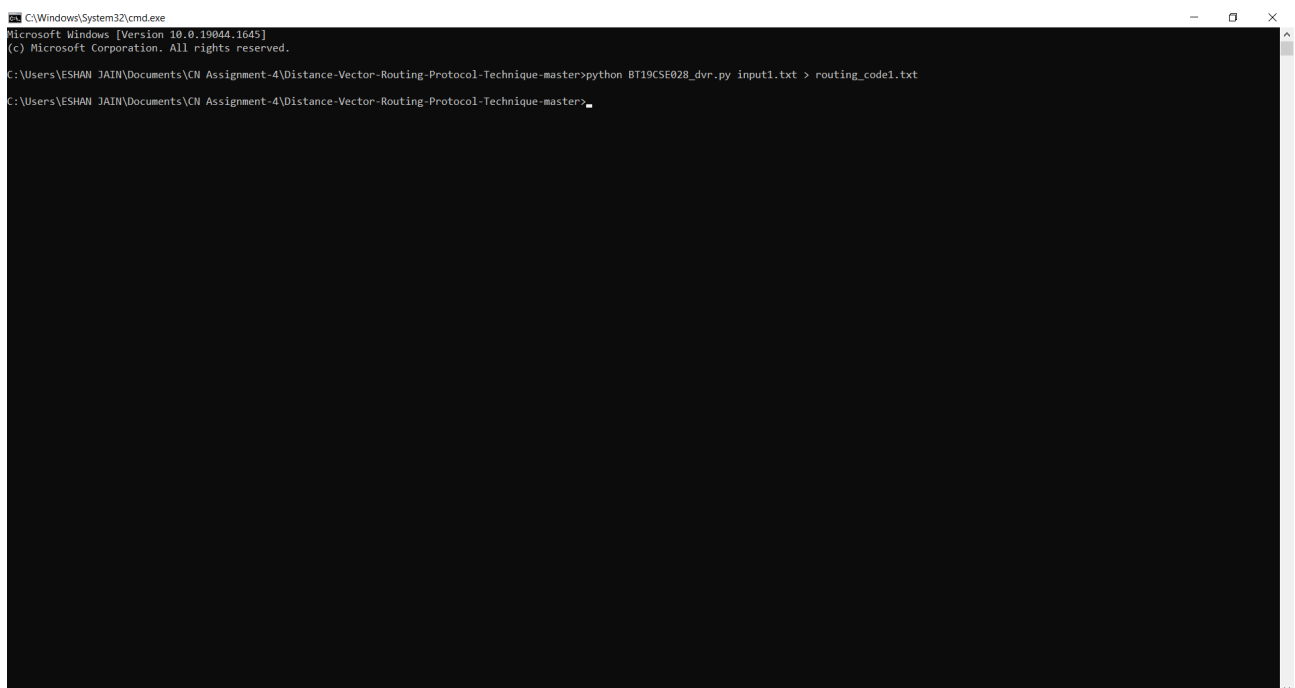 C:\Windows\System32\cmd.exe
Microsoft Windows [Version 10.0.19044.1645]
(c) Microsoft Corporation. All rights reserved.
C:\Users\ESHAN JAIN\Documents\CN Assignment-4\Distance-Vector-Routing-Protocol-Technique-master>python BT19CSE028_dvr.py input1.txt > routing_code1.txt
C:\Users\ESHAN JAIN\Documents\CN Assignment-4\Distance-Vector-Routing-Protocol-Technique-master>